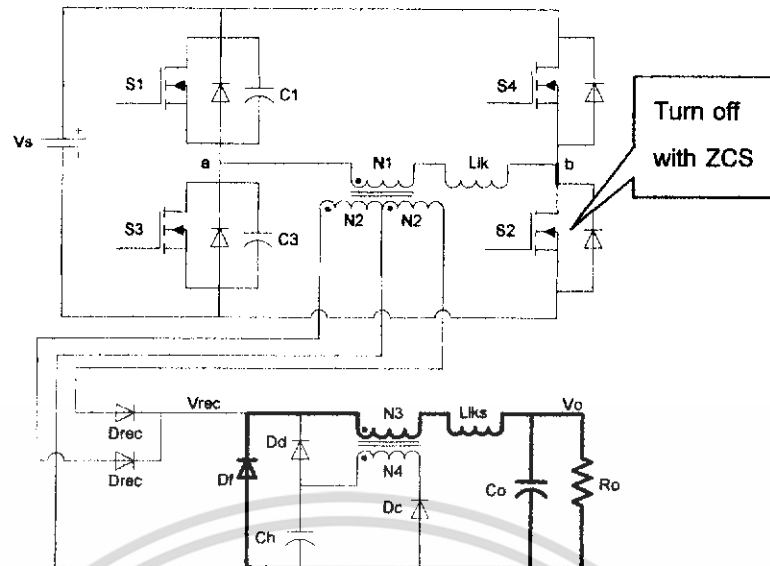 S1
C1
S4
Turn off
with ZCS
Vs
+
a
N1
Lik
b
S3
C3
N2
N2
S2
Vrec
Drec
Drec
N3
Liks
Vo
Dd
N4
Df
Dc
Co
Ro
Ch